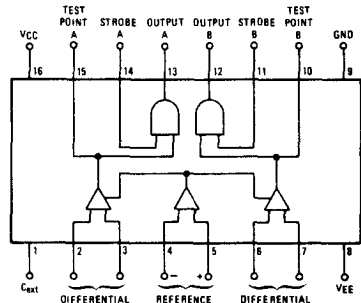 TEST POINT A
STROBE A
OUTPUT A
OUTPUT B
STROBE B
TEST POINT B
VCC
GND
16 15 14 13 12 11 10 9
1 2 3 4 5 6 7 8
− +
Cext
DIFFERENTIAL
REFERENCE
DIFFERENTIAL
VEE